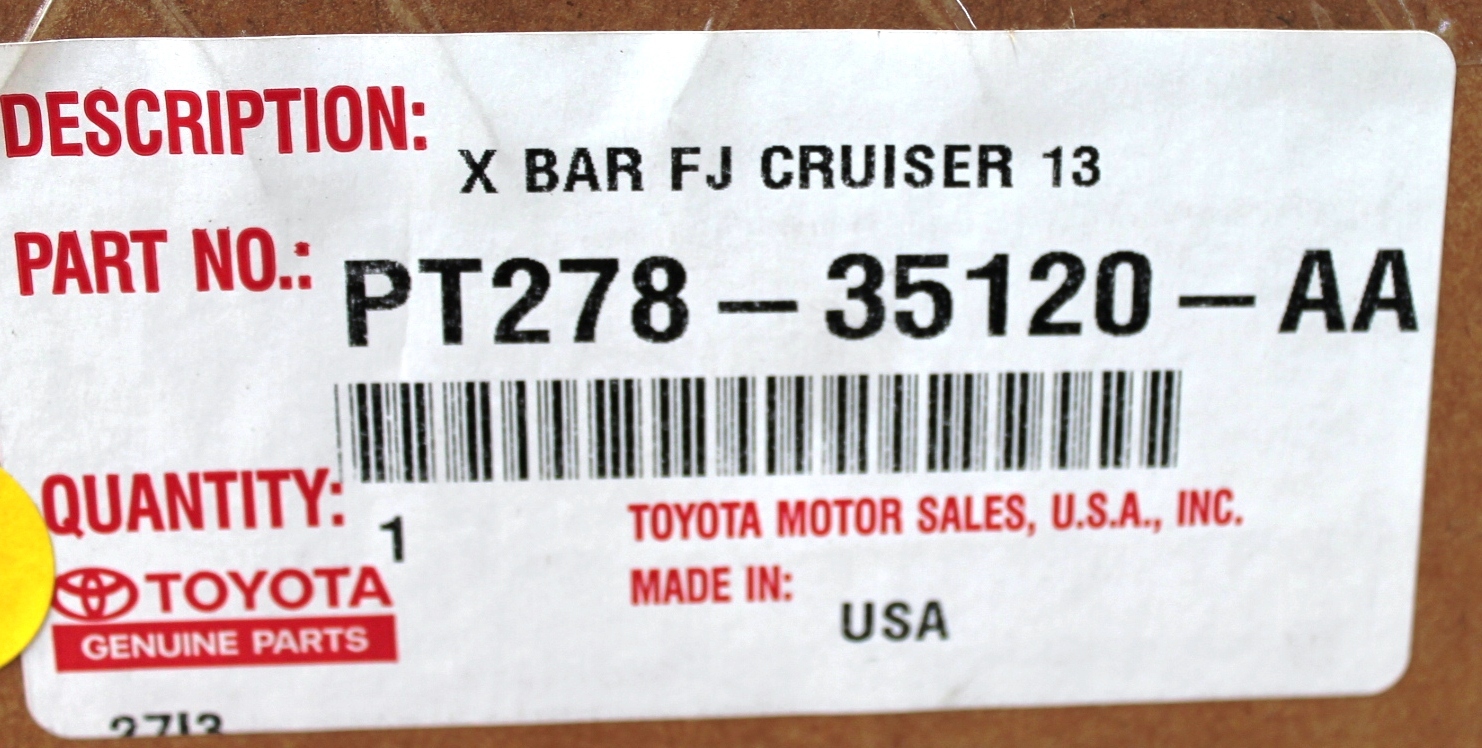 DESCRIPTION: X BAR FJ CRUISER 13
PART NO.: PT278-35120-AA
QUANTITY: 1
TOYOTA MOTOR SALES, U.S.A., INC.
TOYOTA
GENUINE PARTS
MADE IN: USA